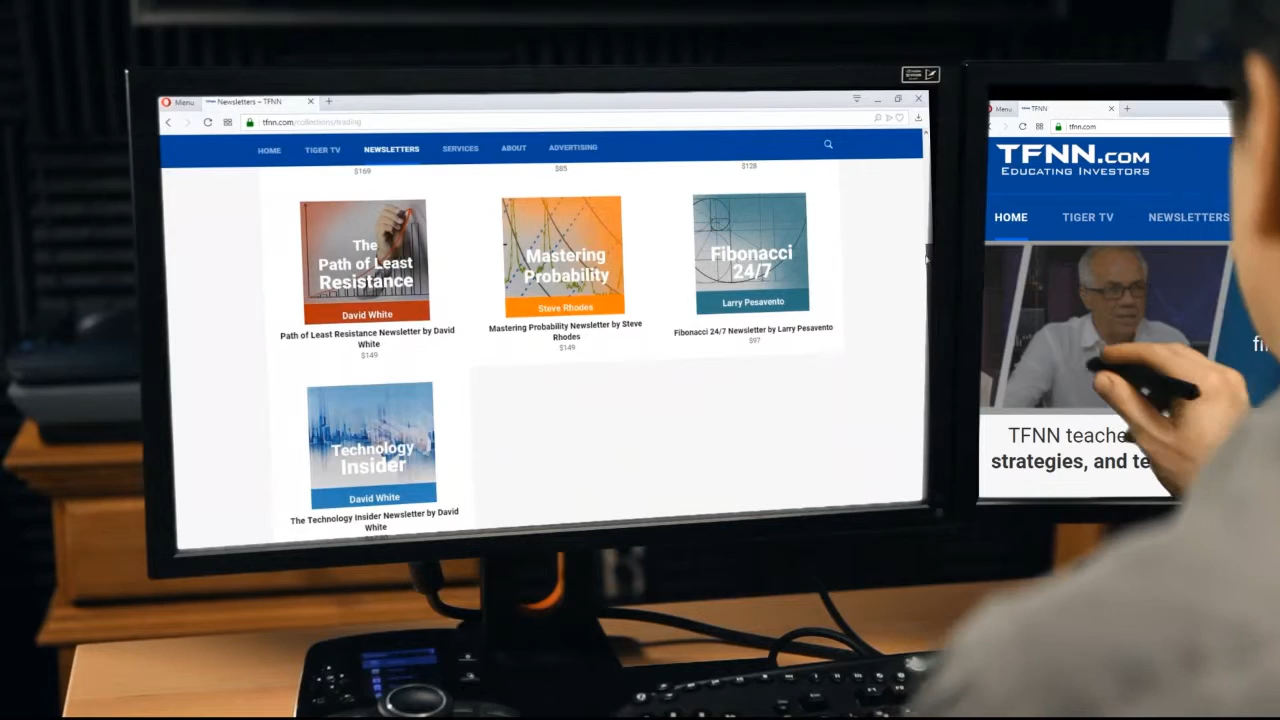 Menu
Newsletters – TFNN
tfnn.com/collections/trading
HOME TIGER TV NEWSLETTERS SERVICES ABOUT ADVERTISING
$169 $85 $128
The
Path of Least
Resistance
David White
Path of Least Resistance Newsletter by David
White
$149
Mastering
Probability
Steve Rhodes
Mastering Probability Newsletter by Steve
Rhodes
$149
Fibonacci
24/7
Larry Pesavento
Fibonacci 24/7 Newsletter by Larry Pesavento
$97
Technology
Insider
David White
The Technology Insider Newsletter by David
White
Menu
TFNN
tfnn.com
TFNN.COM
EDUCATING INVESTORS
HOME TIGER TV NEWSLETTERS
TFNN teache
strategies, and te